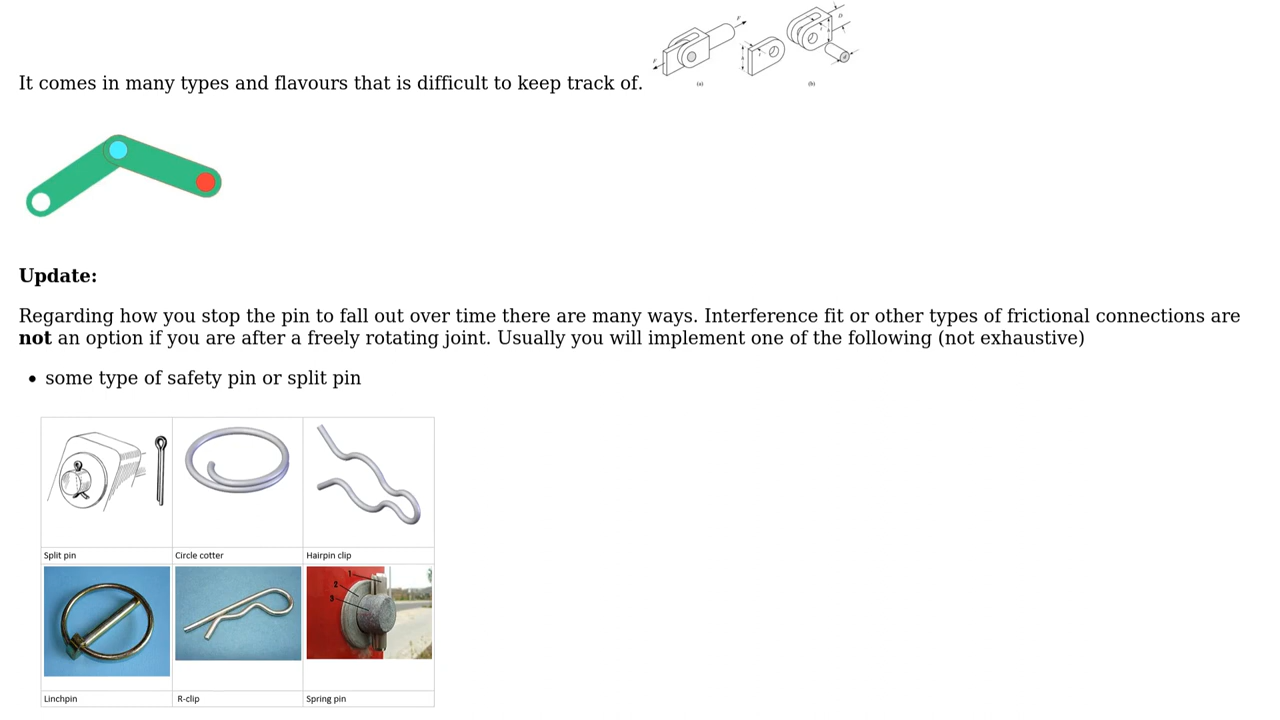 It comes in many types and flavours that is difficult to keep track of.
(a)
(b)
Update:
Regarding how you stop the pin to fall out over time there are many ways. Interference fit or other types of frictional connections are
not an option if you are after a freely rotating joint. Usually you will implement one of the following (not exhaustive)
• some type of safety pin or split pin
Split pin
Circle cotter
Hairpin clip
1
2
3
Linchpin
R-clip
Spring pin